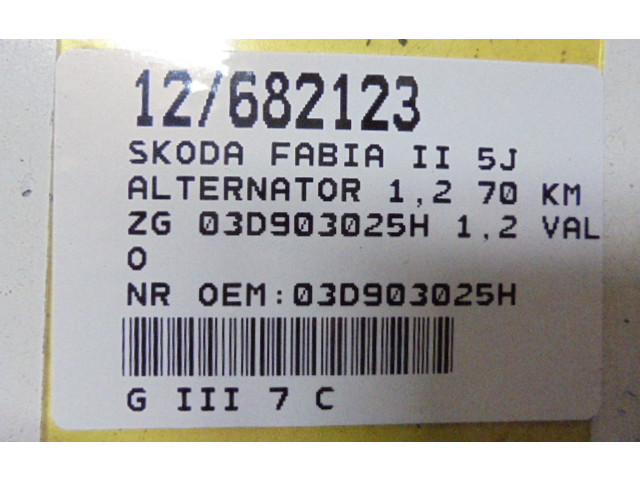 12/682123
SKODA FABIA II 5J
ALTERNATOR 1,2 70 KM
ZG 03D903025H 1,2 VAL
O
NR OEM:03D903025H
G III 7 C